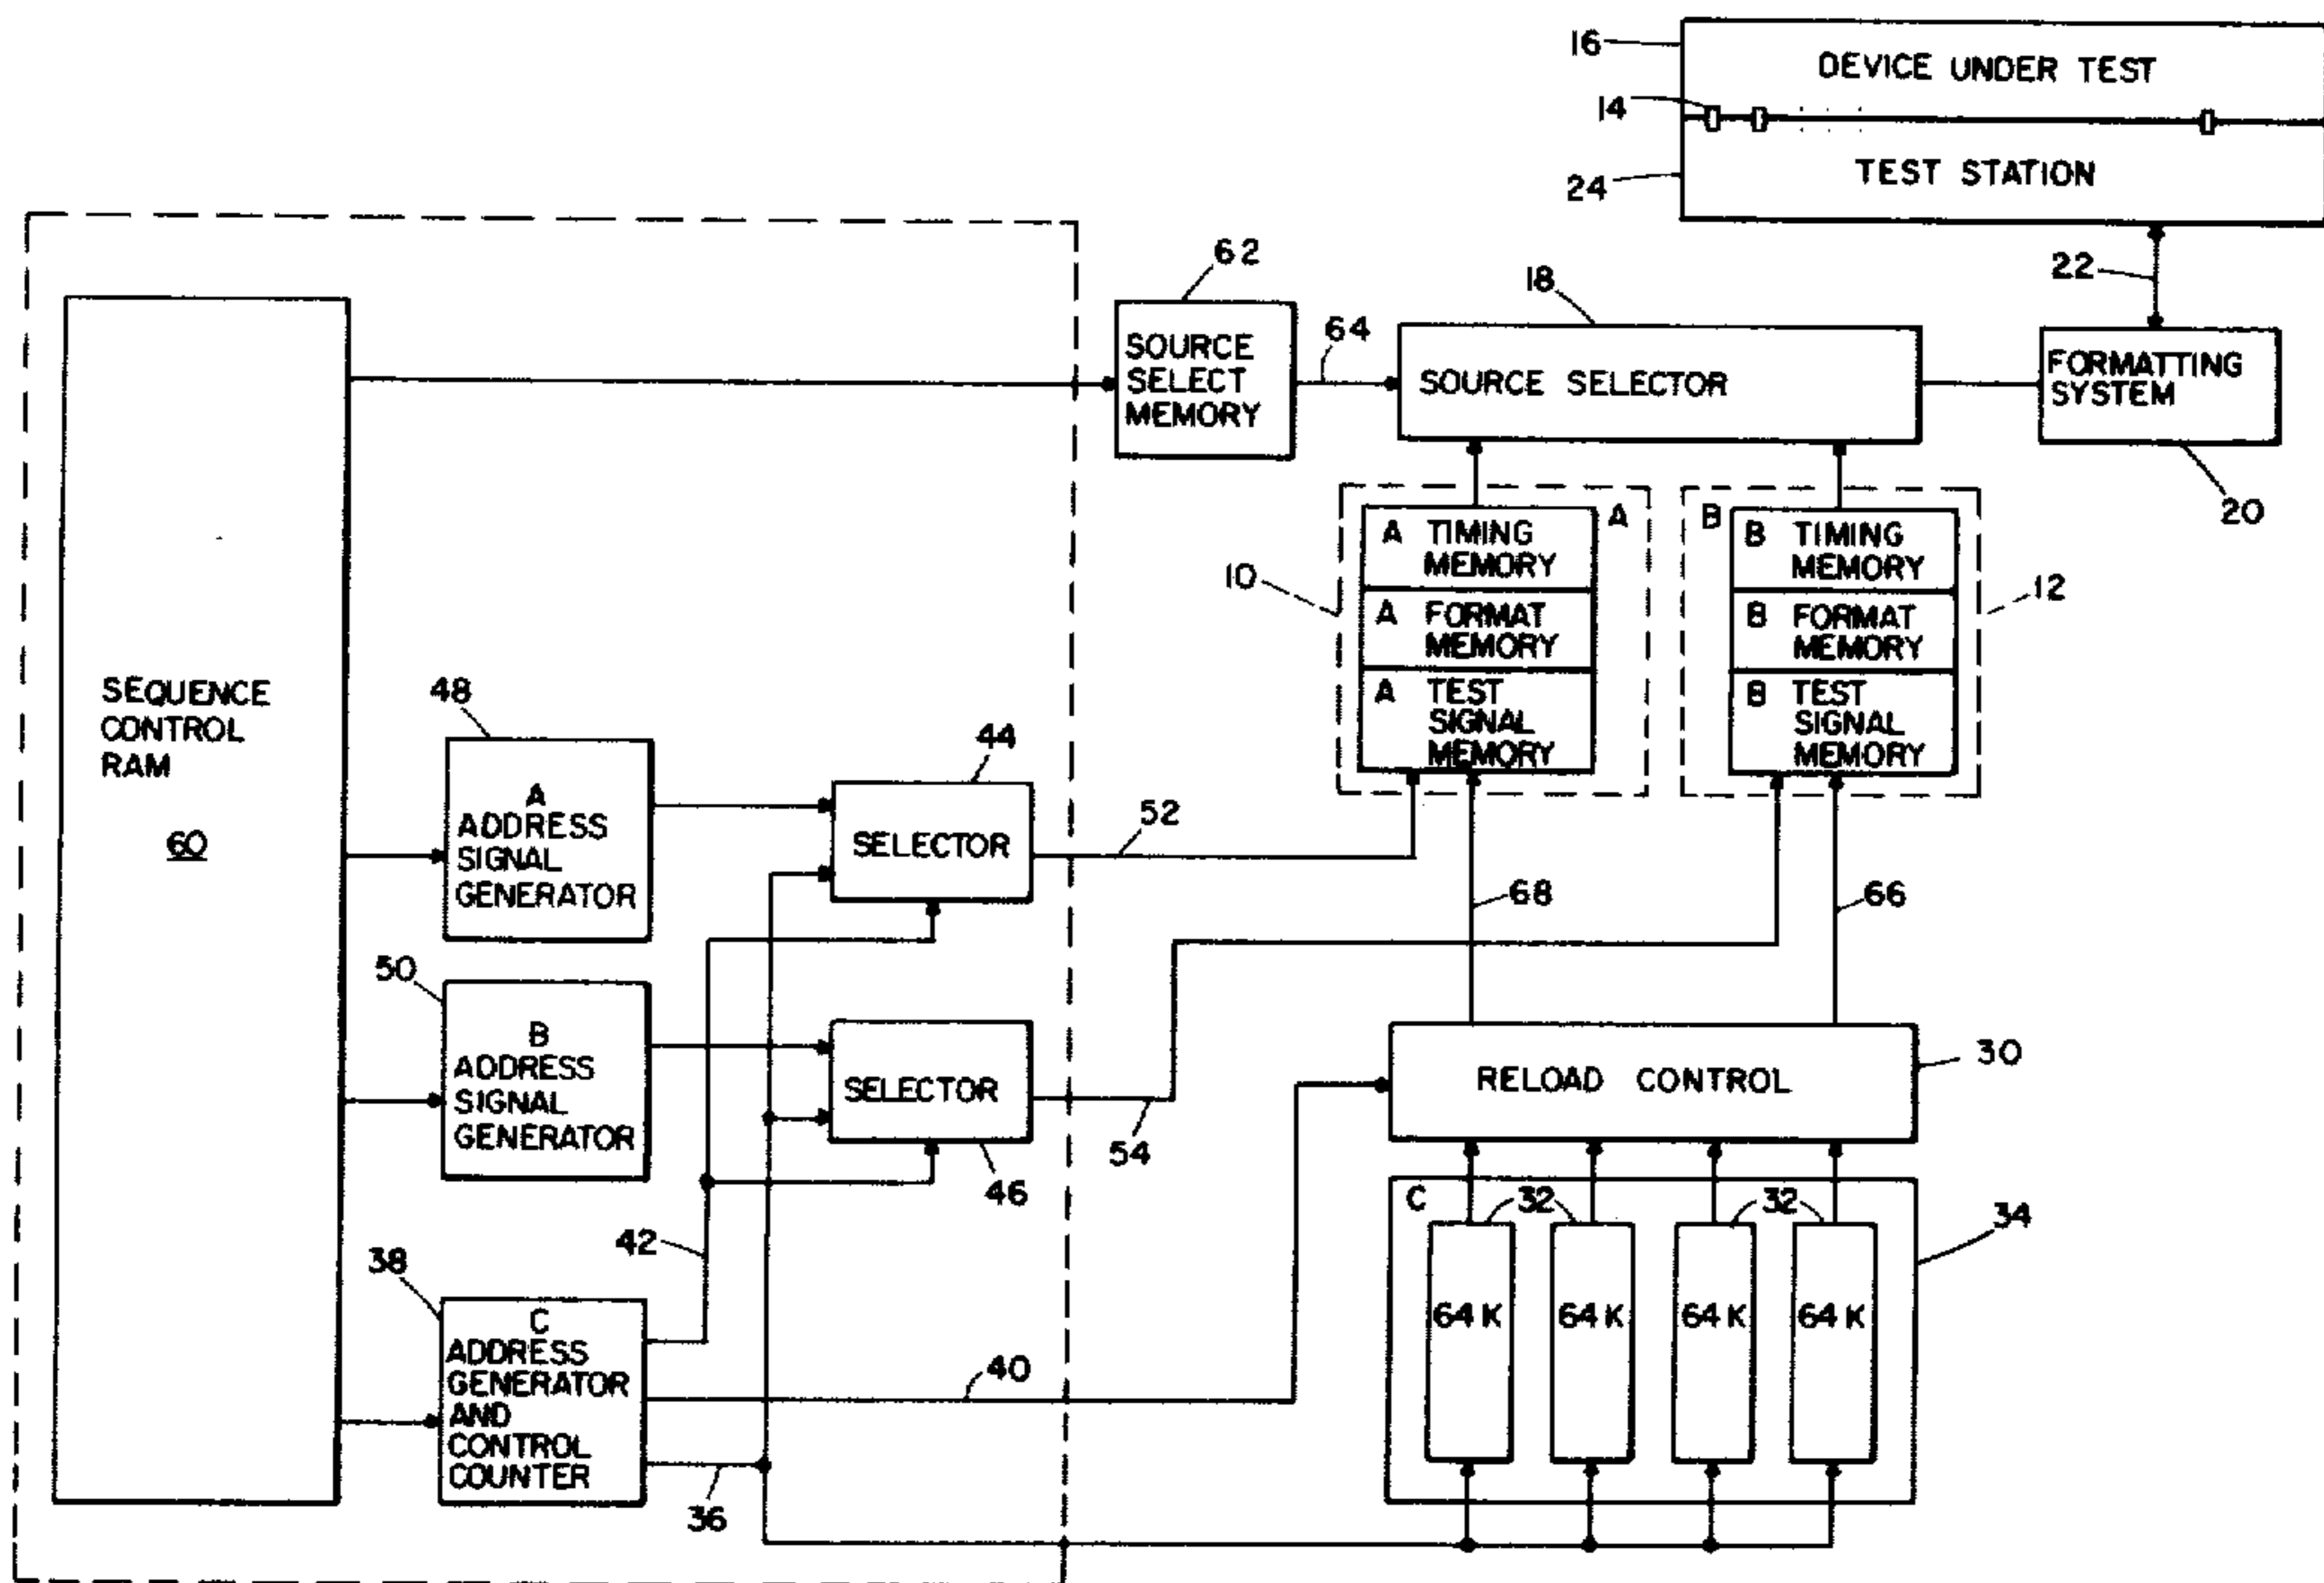 16
DEVICE UNDER TEST
14
24
TEST STATION
22
62
18
SOURCE
SELECT
MEMORY
64
SOURCE SELECTOR
FORMATTING
SYSTEM
20
10
A
A TIMING
MEMORY
A FORMAT
MEMORY
A TEST
SIGNAL
MEMORY
B
B TIMING
MEMORY
B FORMAT
MEMORY
B TEST
SIGNAL
MEMORY
12
SEQUENCE
CONTROL
RAM
60
48
A
ADDRESS
SIGNAL
GENERATOR
44
SELECTOR
52
68
66
50
B
ADDRESS
SIGNAL
GENERATOR
SELECTOR
46
54
RELOAD CONTROL
30
42
38
C
ADDRESS
GENERATOR
AND
CONTROL
COUNTER
40
36
C
32
32
34
64 K
64 K
64 K
64 K